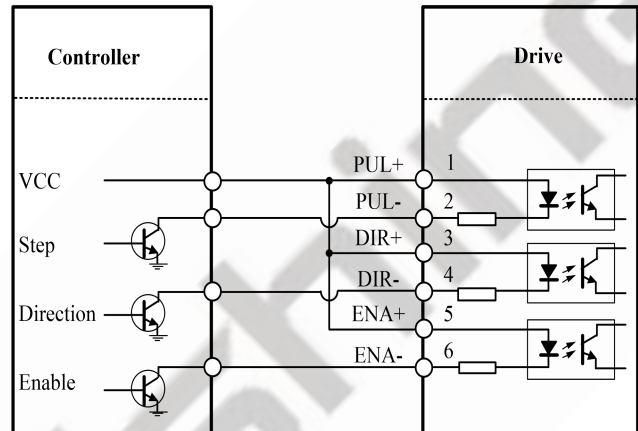 Controller
Drive
VCC
PUL+ 1
PUL- 2
Step
DIR+ 3
DIR- 4
Direction
ENA+ 5
ENA- 6
Enable